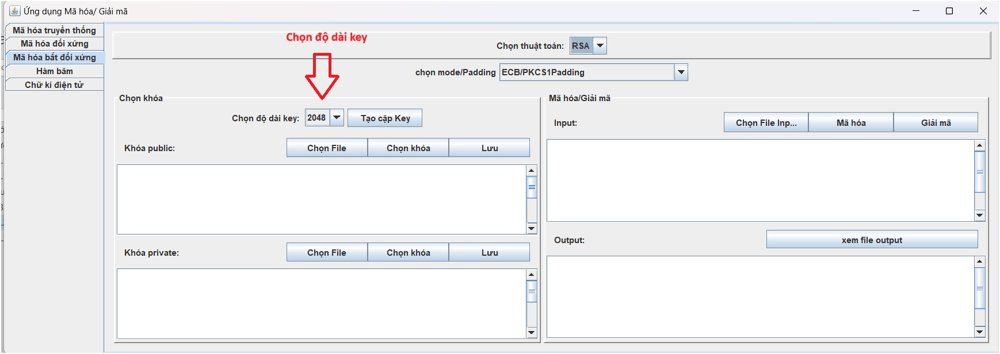 Ứng dụng Mã hóa/ Giải mã
Mã hóa truyền thống
Mã hóa đối xứng
Mã hóa bất đối xứng
Hàm băm
Chữ kí điện tử
Chọn độ dài key
Chọn thuật toán: RSA
chọn mode/Padding ECB/PKCS1Padding
Chọn khóa
Chọn độ dài key: 2048 Tạo cặp Key
Khóa public: Chọn File Chọn khóa Lưu
Khóa private: Chọn File Chọn khóa Lưu
Mã hóa/Giải mã
Input: Chọn File Inp... Mã hóa Giải mã
Output: xem file output